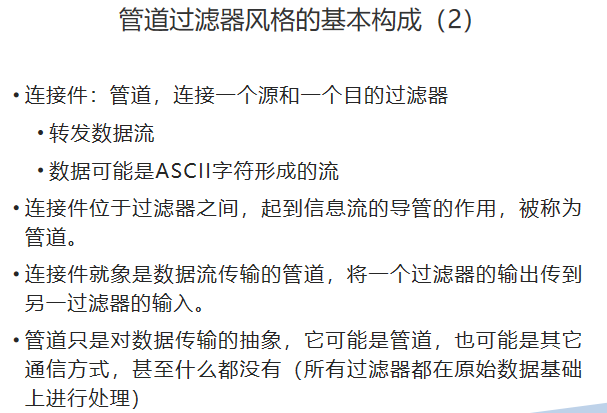 管道过滤器风格的基本构成（2）
•连接件：管道，连接一个源和一个目的过滤器
•转发数据流
•数据可能是ASCII字符形成的流
•连接件位于过滤器之间，起到信息流的导管的作用，被称为
管道。
•连接件就象是数据流传输的管道，将一个过滤器的输出传到
另一过滤器的输入。
•管道只是对数据传输的抽象，它可能是管道，也可能是其它
通信方式，甚至什么都没有（所有过滤器都在原始数据基础
上进行处理）